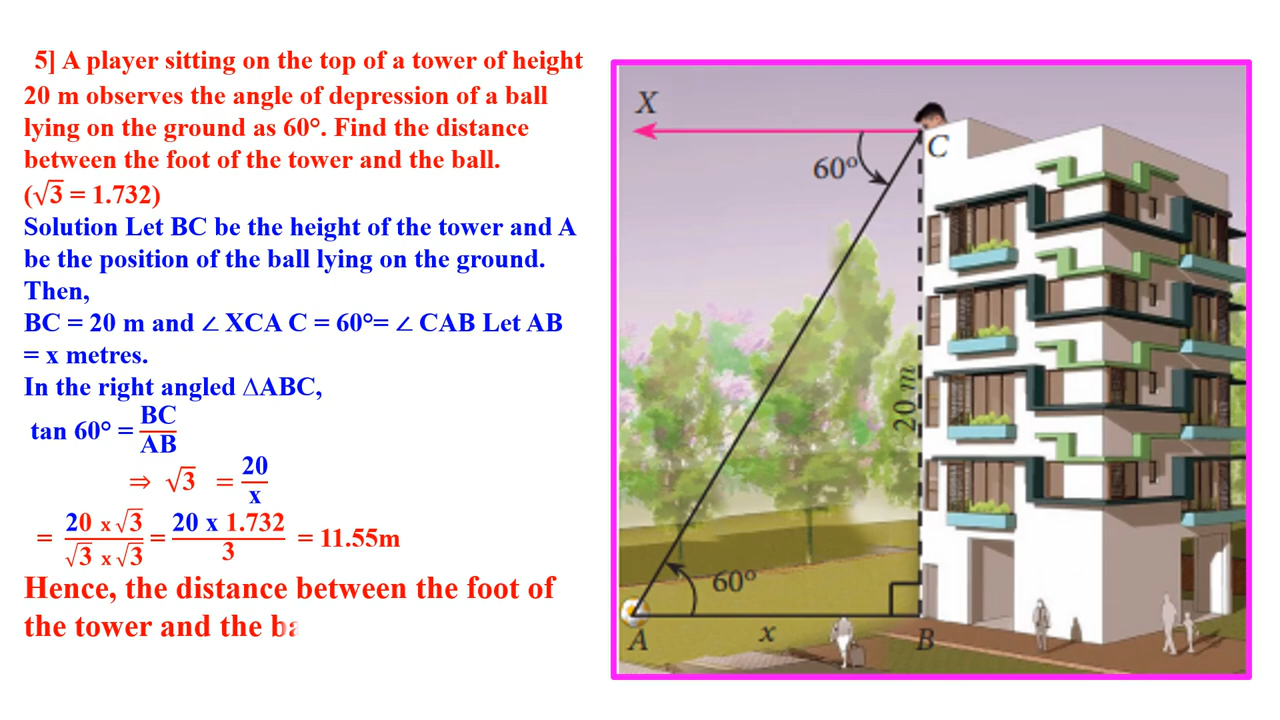 5] A player sitting on the top of a tower of height
20 m observes the angle of depression of a ball
lying on the ground as 60°. Find the distance
between the foot of the tower and the ball.
(√3 = 1.732)
Solution Let BC be the height of the tower and A
be the position of the ball lying on the ground.
Then,
BC = 20 m and ∠ XCA C = 60°= ∠ CAB Let AB
= x metres.
In the right angled ∆ABC,
tan 60° = BC/AB
⇒ √3 = 20/x
= 20 x √3/√3 x √3 = 20 x 1.732/3 = 11.55m
Hence, the distance between the foot of
the tower and the
X
C
60°
20 m
60°
A
x
B